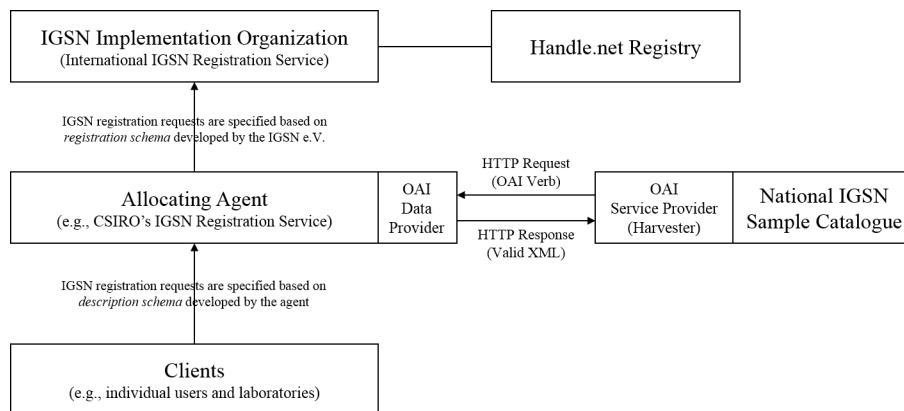 IGSN Implementation Organization
(International IGSN Registration Service)
Handle.net Registry
IGSN registration requests are specified based on
registration schema developed by the IGSN e.V.
Allocating Agent
(e.g., CSIRO's IGSN Registration Service)
OAI
Data
Provider
HTTP Request
(OAI Verb)
HTTP Response
(Valid XML)
OAI
Service Provider
(Harvester)
National IGSN
Sample Catalogue
IGSN registration requests are specified based on
description schema developed by the agent
Clients
(e.g., individual users and laboratories)